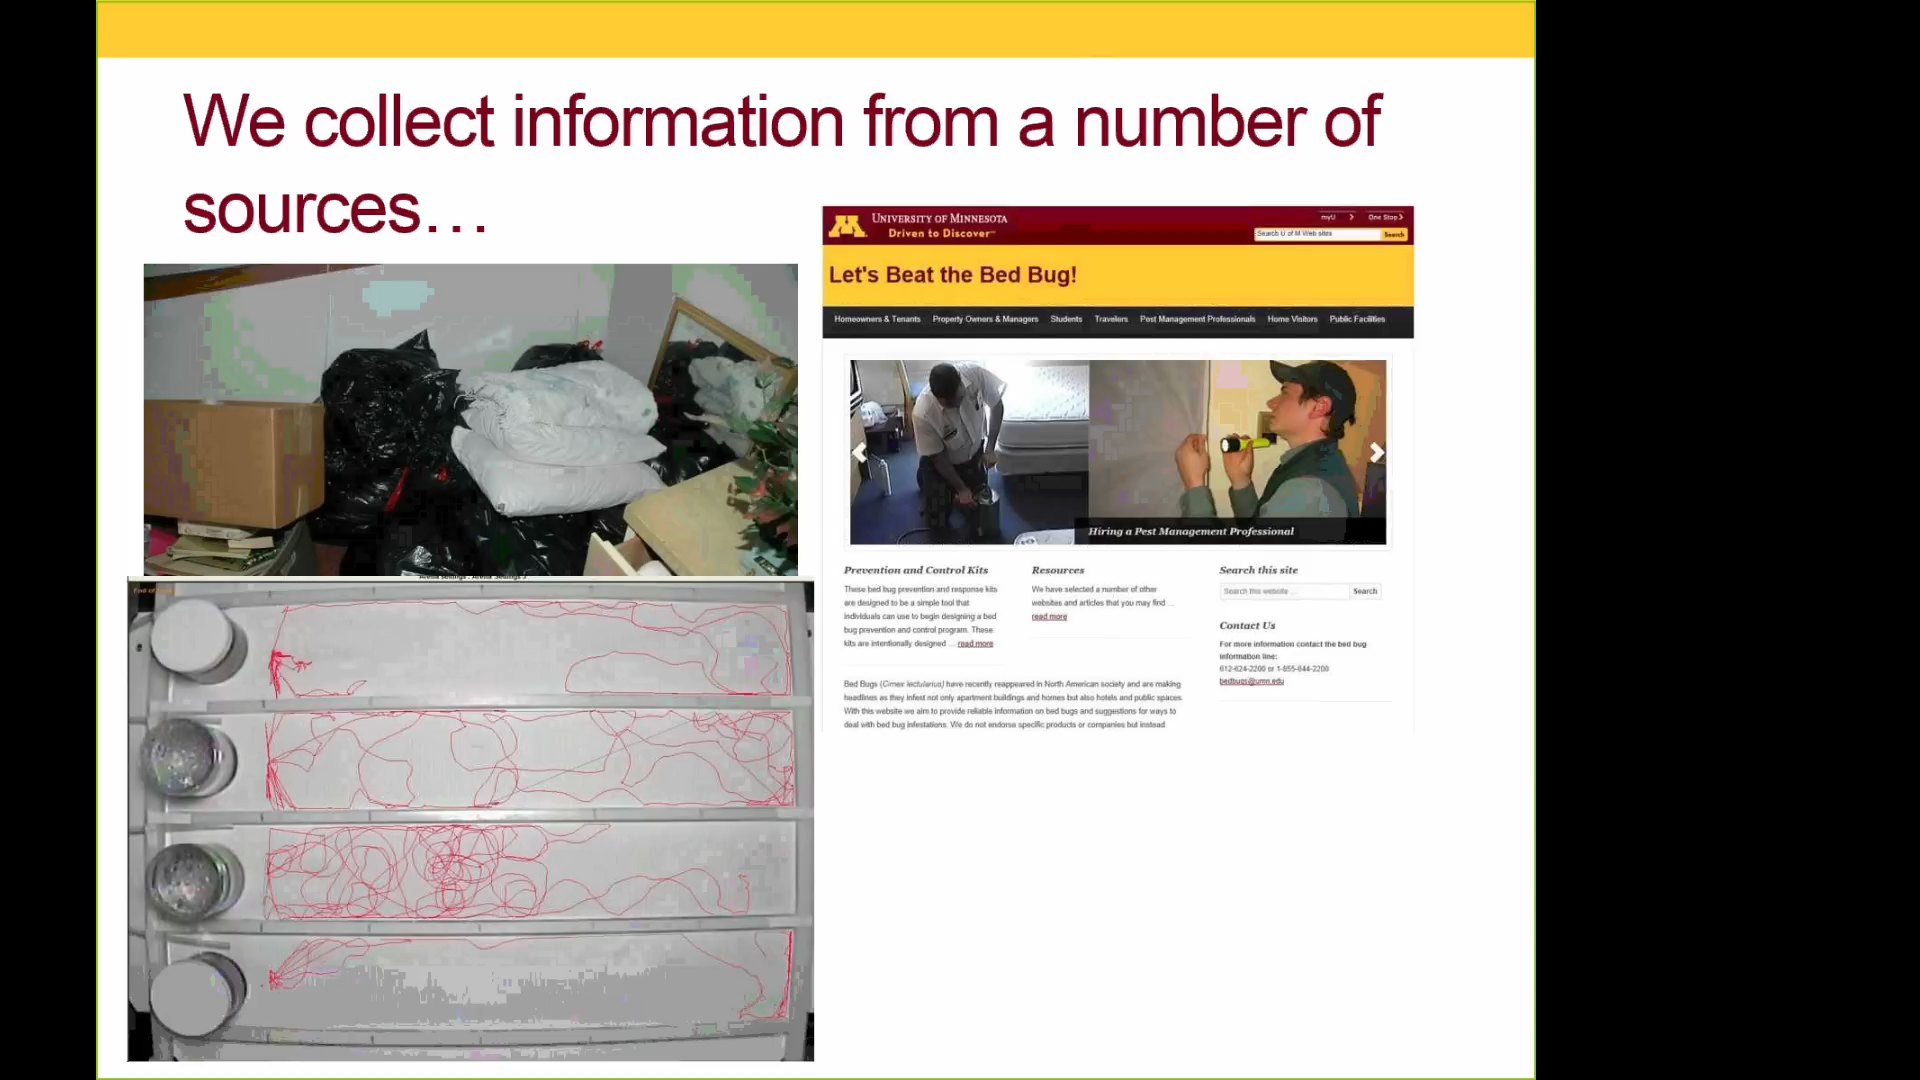 We collect information from a number of
sources…
UNIVERSITY OF MINNESOTA
Driven to Discover
myU
One Stop
Search U of M Web sites
Search
Let's Beat the Bed Bug!
Homeowners & Tenants Property Owners & Managers Students Travelers Pest Management Professionals Home Visitors Public Facilities
Hiring a Pest Management Professional
Prevention and Control Kits
These bed bug prevention and response kits
are designed to be a simple tool that
individuals can use to begin designing a bed
bug prevention and control program. These
kits are intentionally designed ... read more
Resources
We have selected a number of other
websites and articles that you may find ...
read more
Search this site
Search this website ...
Search
Contact Us
For more information contact the bed bug
information line:
612-624-2200 or 1-855-644-2200
bedbugs@umn.edu
Bed Bugs (Cimex lectularius) have recently reappeared in North American society and are making
headlines as they infest not only apartment buildings and homes but also hotels and public spaces.
With this website we aim to provide reliable information on bed bugs and suggestions for ways to
deal with bed bug infestations. We do not endorse specific products or companies but instead